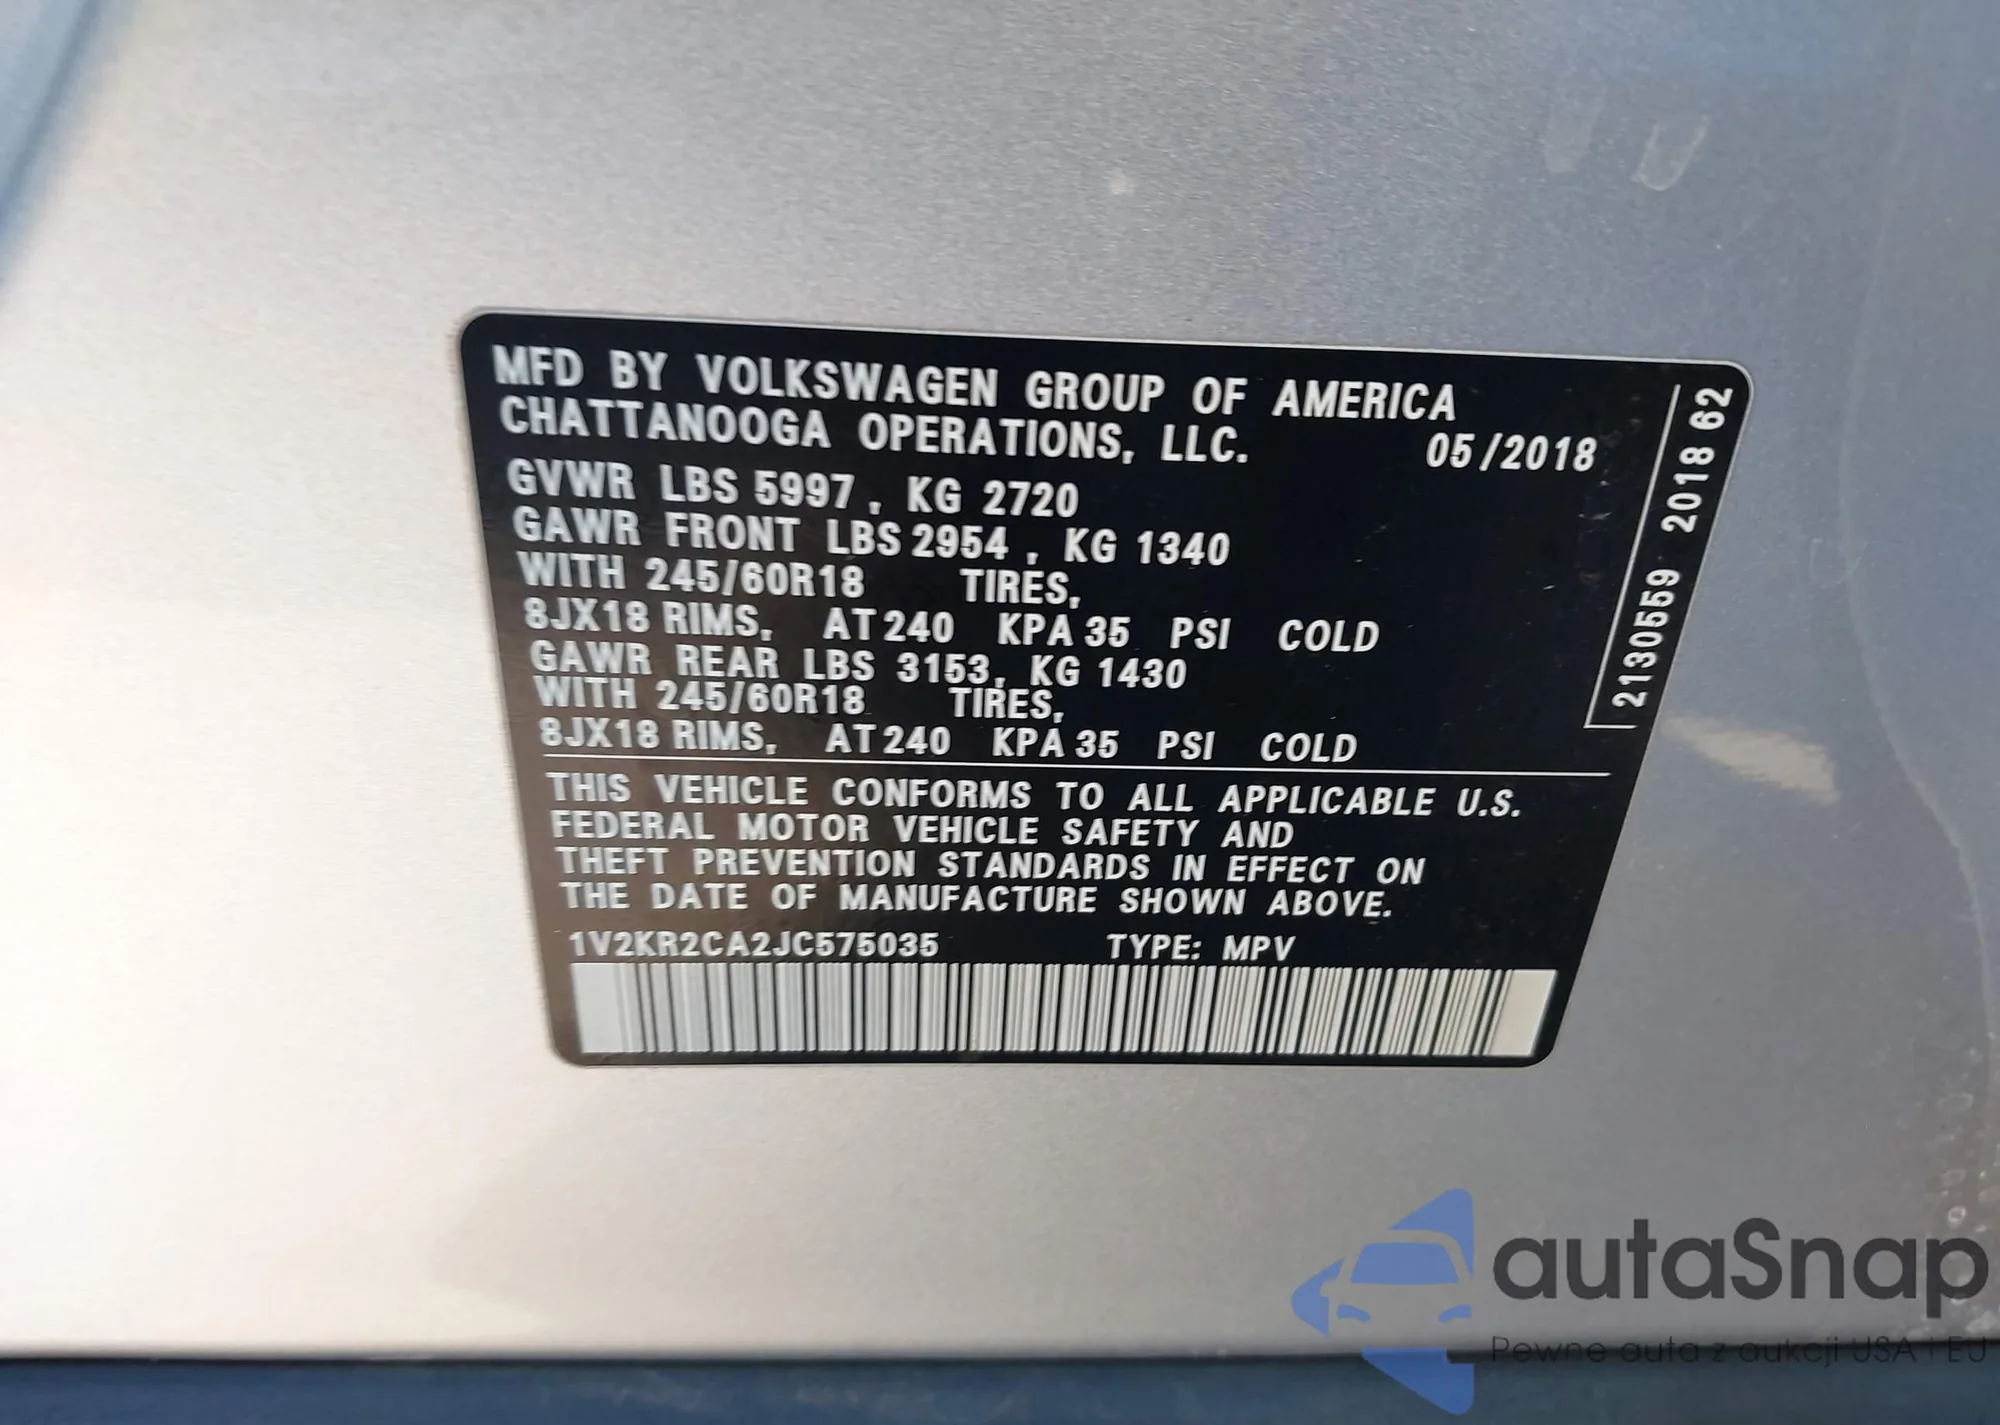 MFD BY VOLKSWAGEN GROUP OF AMERICA
CHATTANOOGA OPERATIONS, LLC. 05/2018
GVWR LBS 5997, KG 2720
GAWR FRONT LBS 2954, KG 1340
WITH 245/60R18 TIRES,
8JX18 RIMS, AT 240 KPA 35 PSI COLD
GAWR REAR LBS 3153, KG 1430
WITH 245/60R18 TIRES,
8JX18 RIMS, AT 240 KPA 35 PSI COLD
THIS VEHICLE CONFORMS TO ALL APPLICABLE U.S.
FEDERAL MOTOR VEHICLE SAFETY AND
THEFT PREVENTION STANDARDS IN EFFECT ON
THE DATE OF MANUFACTURE SHOWN ABOVE.
1V2KR2CA2JC575035 TYPE: MPV
2130559 2018 62
autaSnap
Pewne auta z aukcji USA i EU